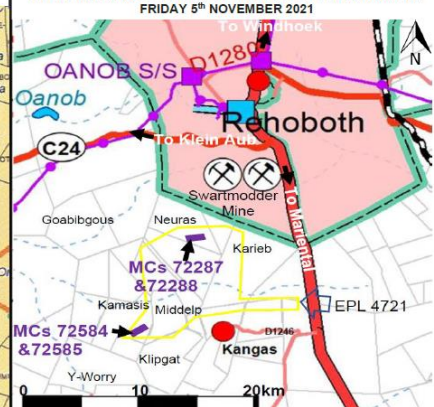 FRIDAY 5th NOVEMBER 2021
To Windhoek
N
D1280
OANOB S/S
Oanob
Rehoboth
C24
To Klein Aub
Swartmodder
Mine
To Mariental
Goabibgous
Neuras
Karieb
MCs 72287
&72288
Kamasis
Middelp
EPL 4721
MCs 72584
&72585
D1246
Kangas
Klipgat
Y-Worry
0 10 20km